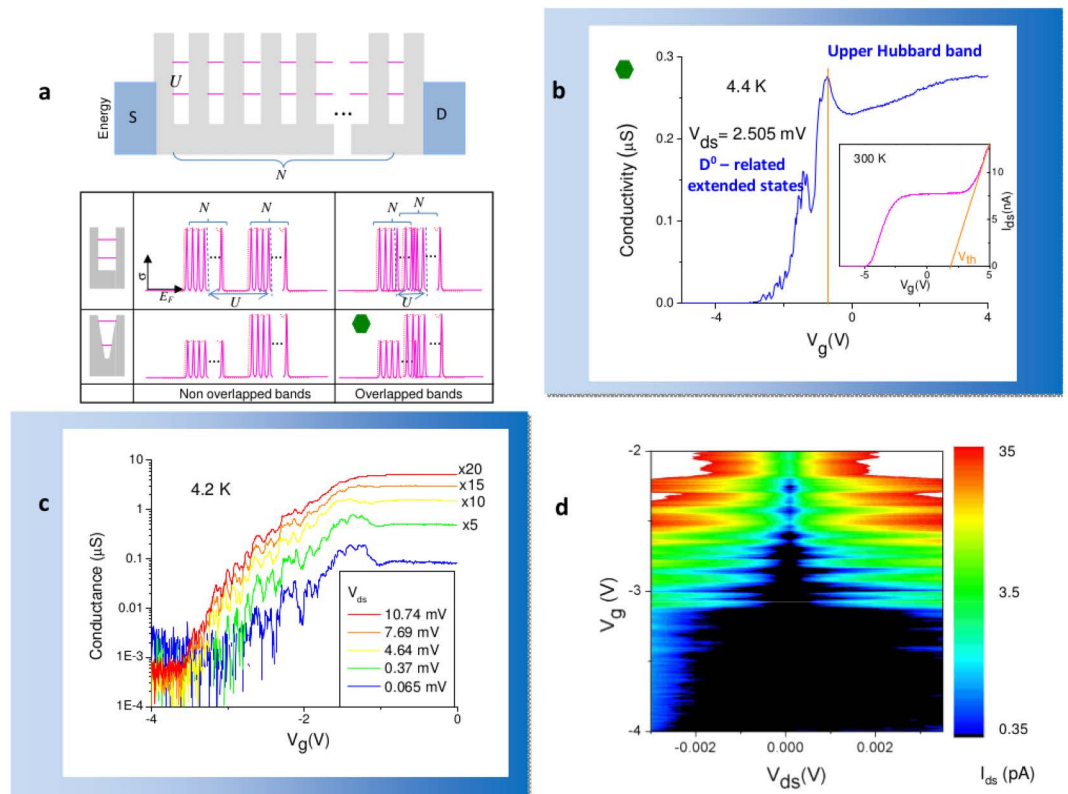 a
Energy
S
U
...
D
N
N
N
N
N
...
...
...
...
σ
E_F
U
U
...
...
...
...
Non overlapped bands
Overlapped bands
b
Upper Hubbard band
4.4 K
V_ds= 2.505 mV
D⁰ – related
extended states
Conductivity (µS)
0.3
0.2
0.1
0.0
-5
-4
0
4
V_g(V)
300 K
I_ds(nA)
10
5
0
V_th
-5
0
5
V_g(V)
c
4.2 K
Conductance (µS)
10
1
0.1
0.01
1E-3
1E-4
x20
x15
x10
x5
V_ds
10.74 mV
7.69 mV
4.64 mV
0.37 mV
0.065 mV
-4
-2
0
V_g(V)
d
V_g (V)
-2
-3
-4
-0.002
0.000
0.002
V_ds(V)
35
3.5
0.35
I_ds (pA)